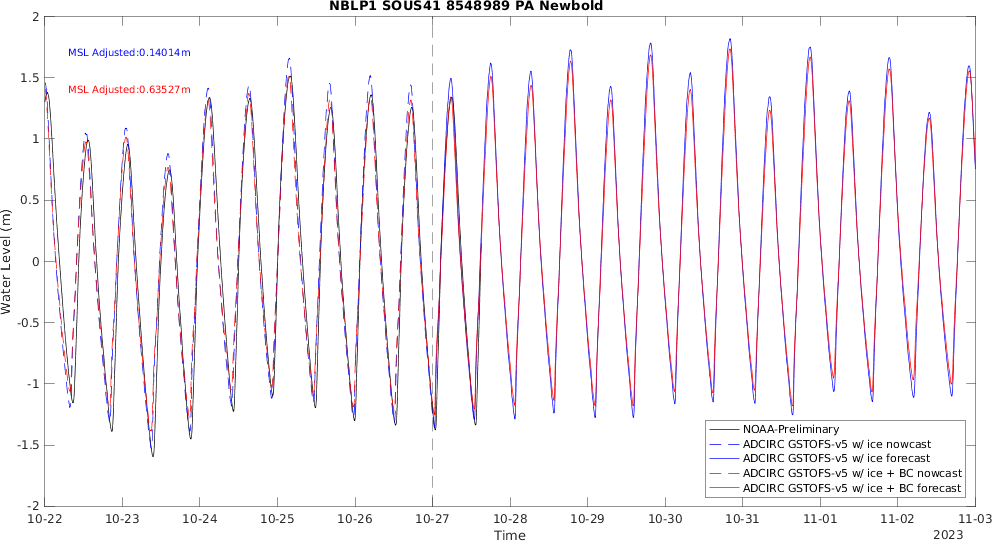 NBLP1 SOUS41 8548989 PA Newbold
MSL Adjusted:0.14014m
MSL Adjusted:0.63527m
Water Level (m)
2
1.5
1
0.5
0
-0.5
-1
-1.5
-2
NOAA-Preliminary
ADCIRC GSTOFS-v5 w/ ice nowcast
ADCIRC GSTOFS-v5 w/ ice forecast
ADCIRC GSTOFS-v5 w/ ice + BC nowcast
ADCIRC GSTOFS-v5 w/ ice + BC forecast
10-22 10-23 10-24 10-25 10-26 10-27 10-28 10-29 10-30 10-31 11-01 11-02 11-03
Time
2023